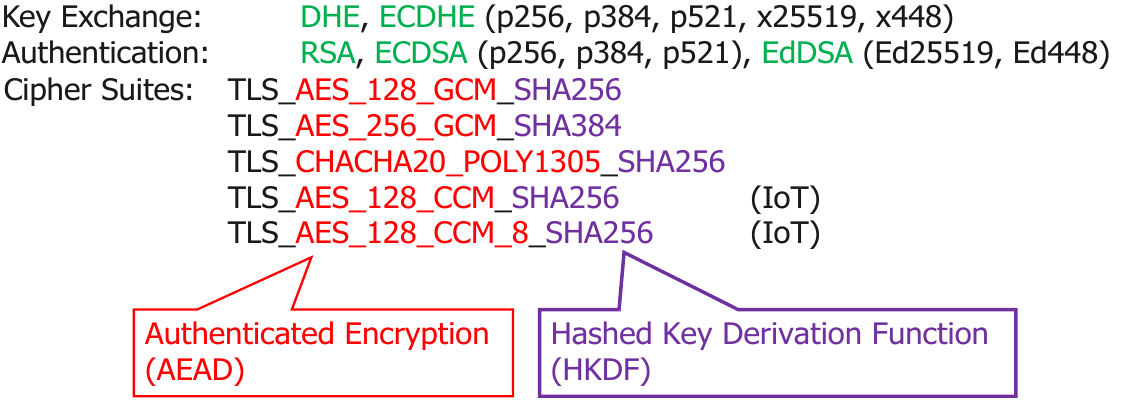 Key Exchange: DHE, ECDHE (p256, p384, p521, x25519, x448)
Authentication: RSA, ECDSA (p256, p384, p521), EdDSA (Ed25519, Ed448)
Cipher Suites: TLS_AES_128_GCM_SHA256
TLS_AES_256_GCM_SHA384
TLS_CHACHA20_POLY1305_SHA256
TLS_AES_128_CCM_SHA256 (IoT)
TLS_AES_128_CCM_8_SHA256 (IoT)
Authenticated Encryption
(AEAD)
Hashed Key Derivation Function
(HKDF)